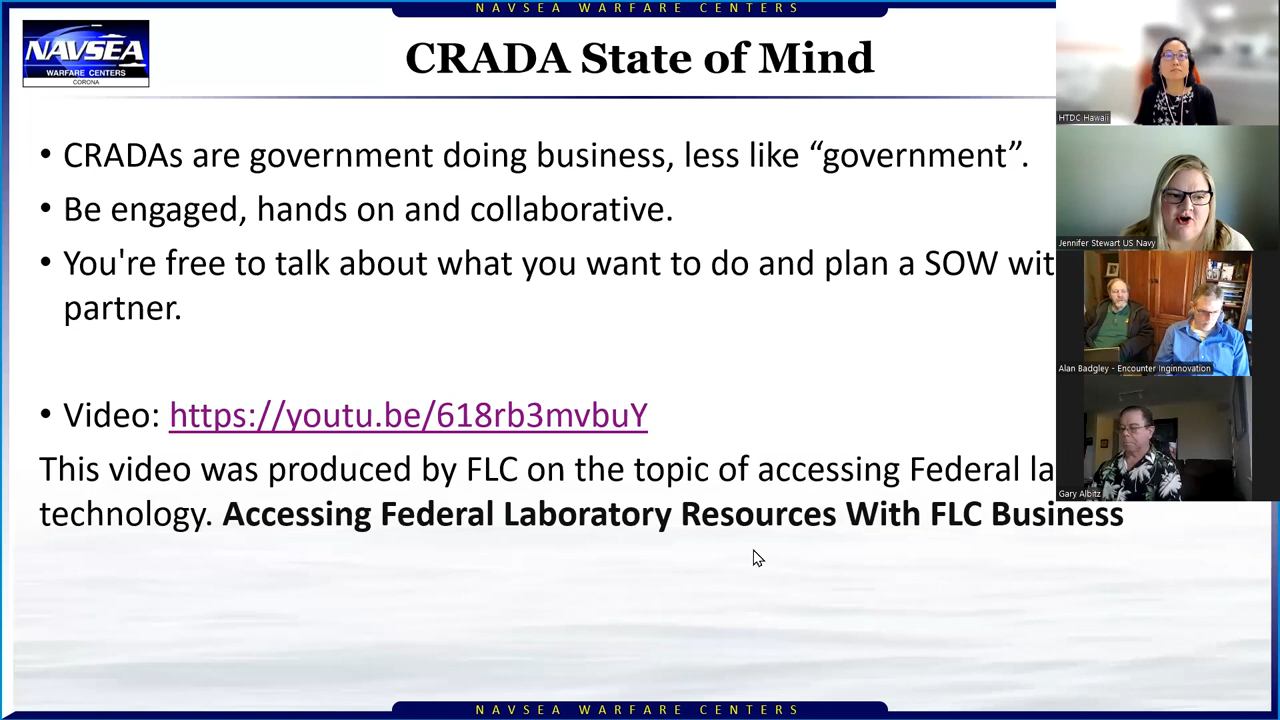 NAVSEA WARFARE CENTERS
NAVSEA
WARFARE CENTERS
CORONA
CRADA State of Mind
• CRADAs are government doing business, less like “government”.
• Be engaged, hands on and collaborative.
• You're free to talk about what you want to do and plan a SOW wit
partner.
• Video: https://youtu.be/618rb3mvbuY
This video was produced by FLC on the topic of accessing Federal la
technology. Accessing Federal Laboratory Resources With FLC Business
HTDC Hawaii
Jennifer Stewart US Navy
Alan Badgley - Encounter Inginnovation
Gary Albitz
NAVSEA WARFARE CENTERS